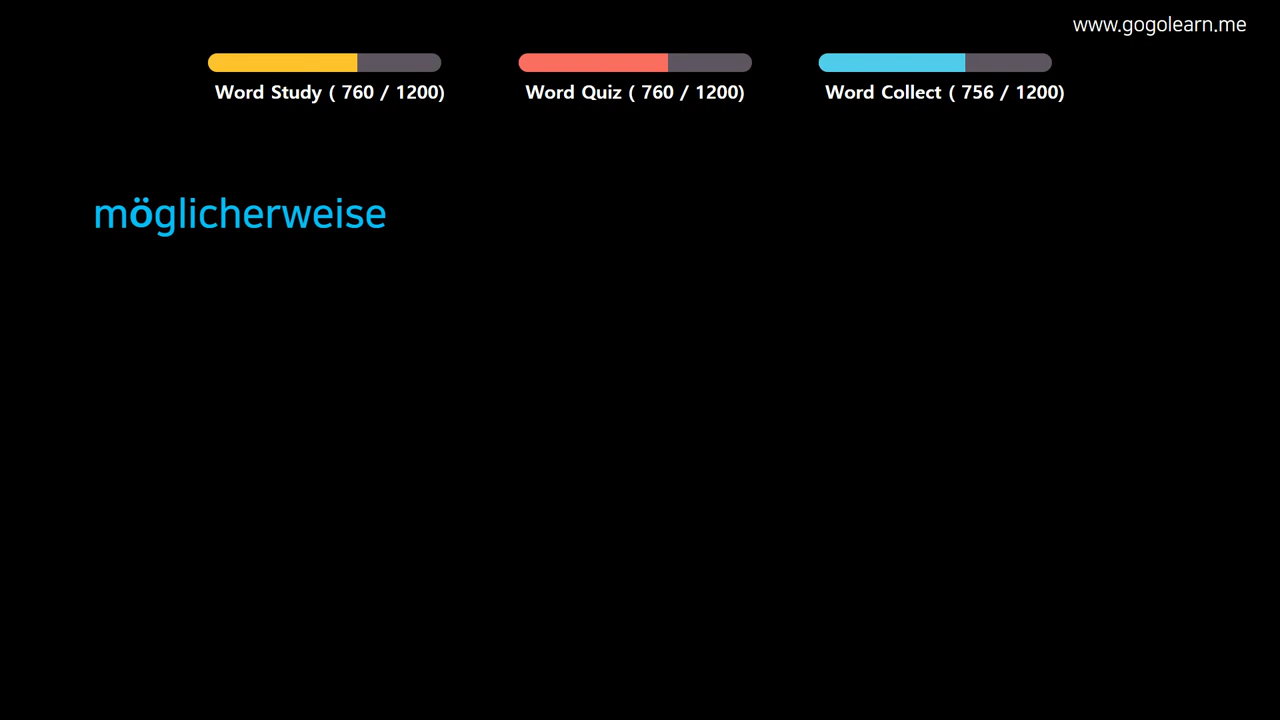 www.gogolearn.me
Word Study ( 760 / 1200)
Word Quiz ( 760 / 1200)
Word Collect ( 756 / 1200)
möglicherweise